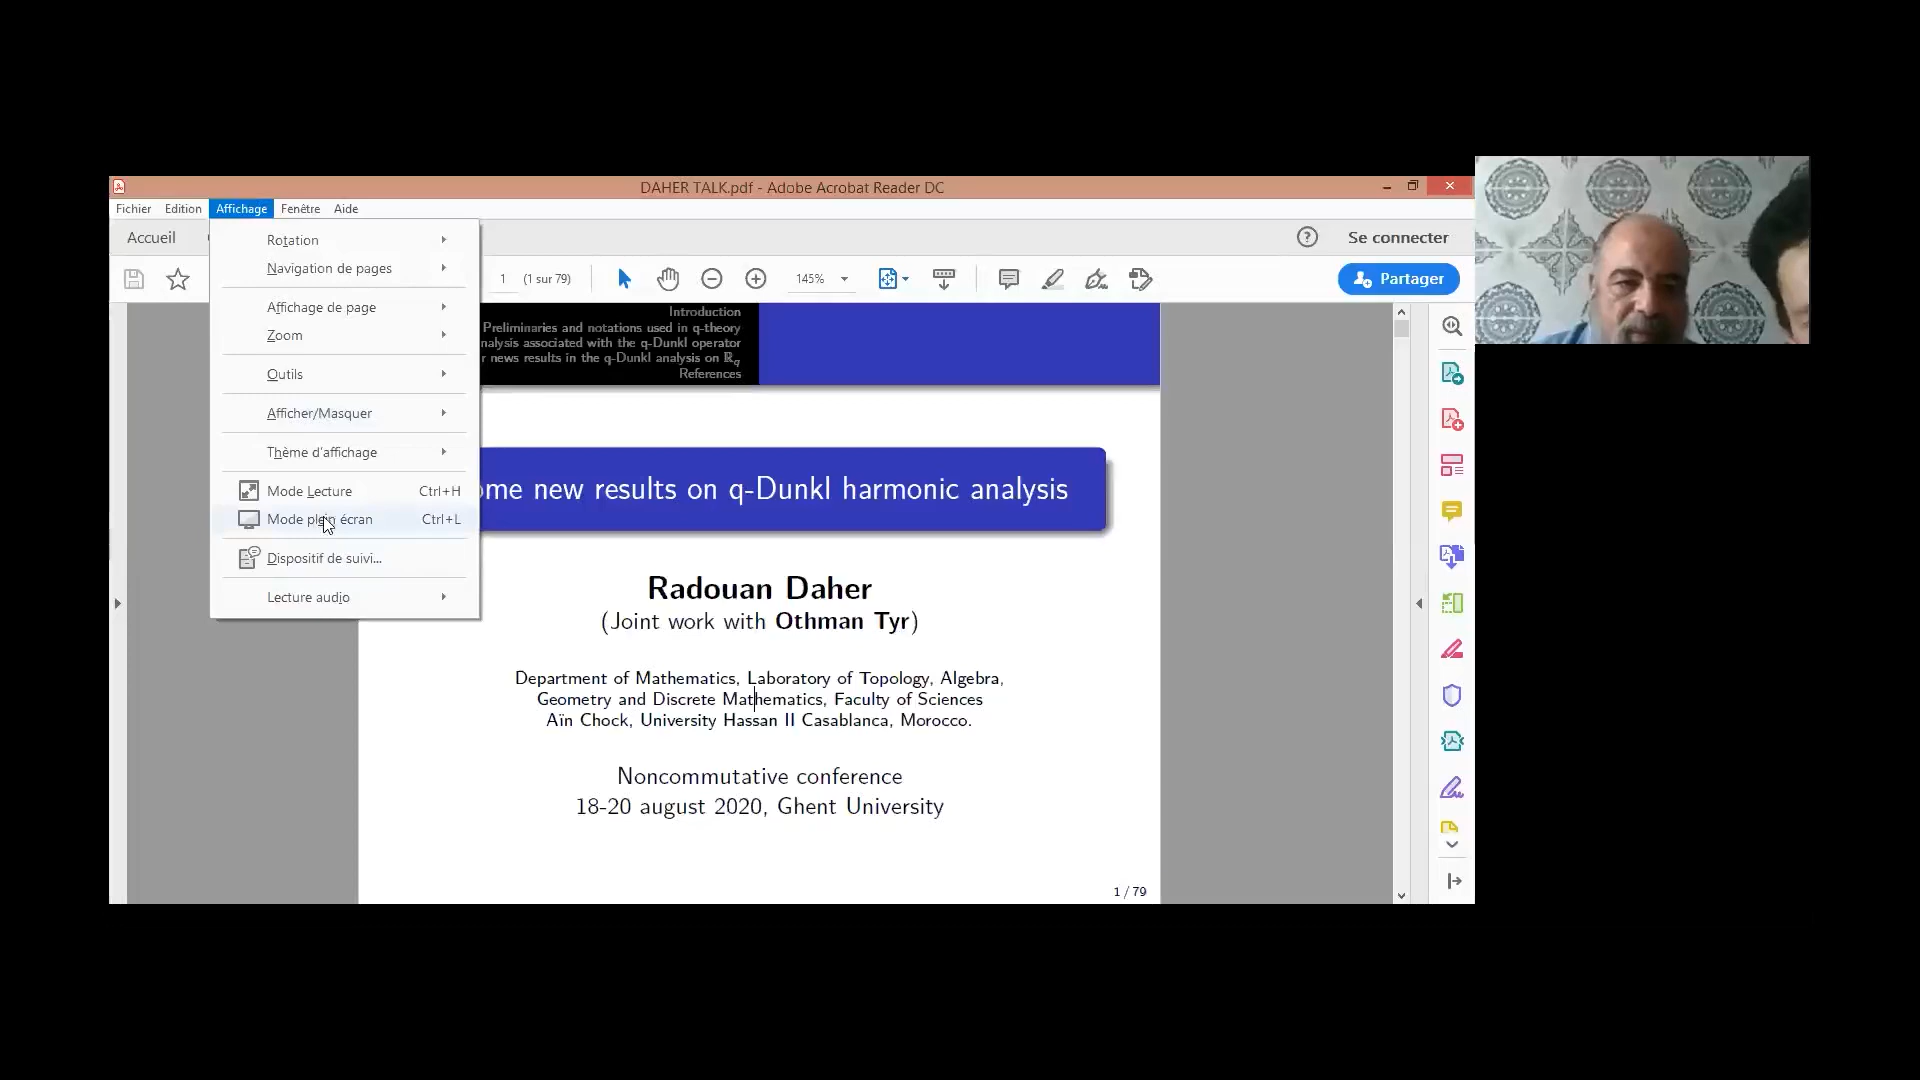 DAHER TALK.pdf - Adobe Acrobat Reader DC
Fichier Edition Affichage Fenêtre Aide
Accueil
Se connecter
1 (1 sur 79)
145%
Partager
Rotation
Navigation de pages
Affichage de page
Zoom
Outils
Afficher/Masquer
Thème d'affichage
Mode Lecture Ctrl+H
Mode plein écran Ctrl+L
Dispositif de suivi...
Lecture audio
Introduction
Preliminaries and notations used in q-theory
associated with the q-Dunkl operator
news results in the q-Dunkl analysis on ℝq
References
new results on q-Dunkl harmonic analysis
Radouan Daher
(Joint work with Othman Tyr)
Department of Mathematics, Laboratory of Topology, Algebra,
Geometry and Discrete Mathematics, Faculty of Sciences
Aïn Chock, University Hassan II Casablanca, Morocco.
Noncommutative conference
18-20 august 2020, Ghent University
1 / 79